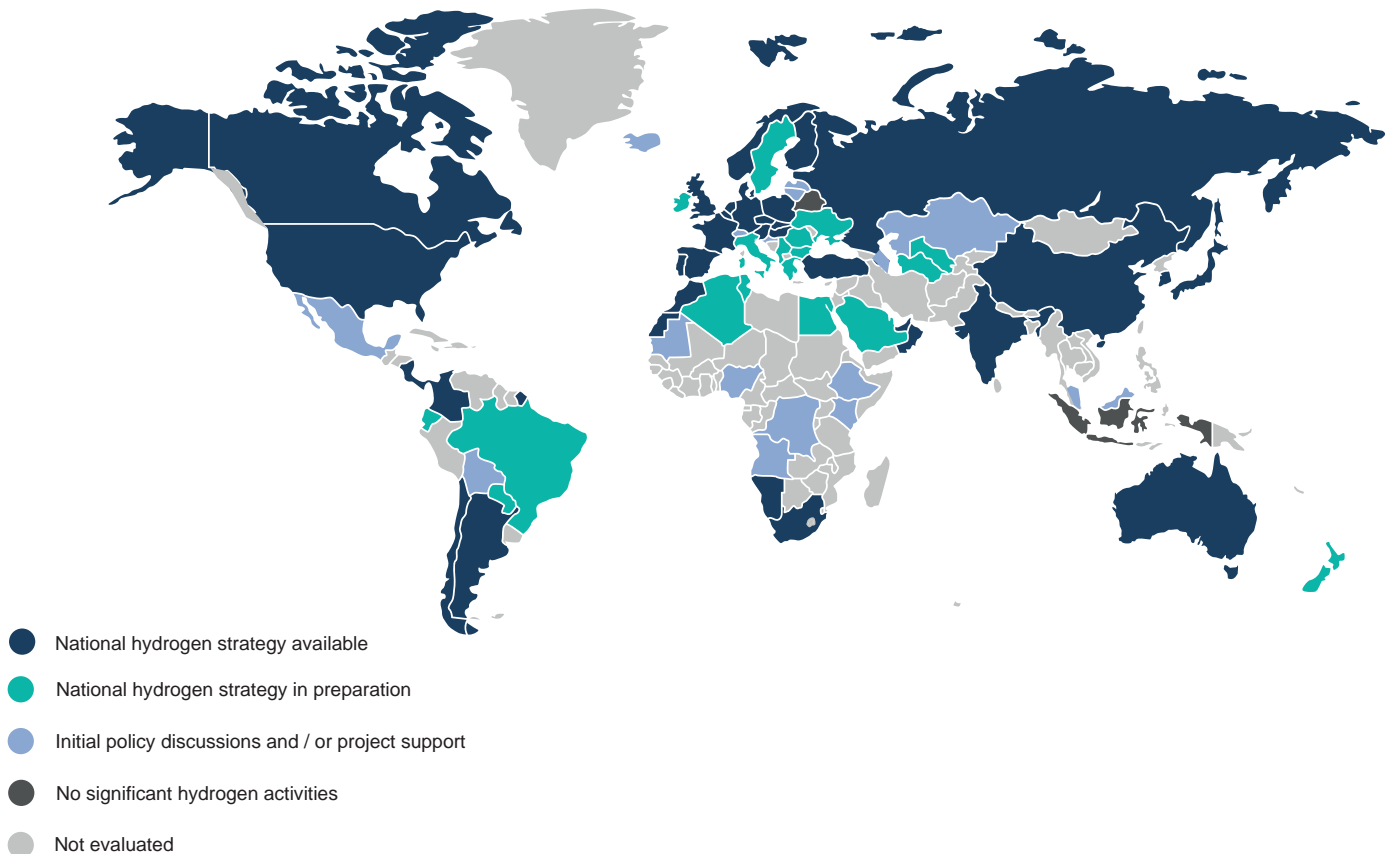 National hydrogen strategy available
National hydrogen strategy in preparation
Initial policy discussions and / or project support
No significant hydrogen activities
Not evaluated